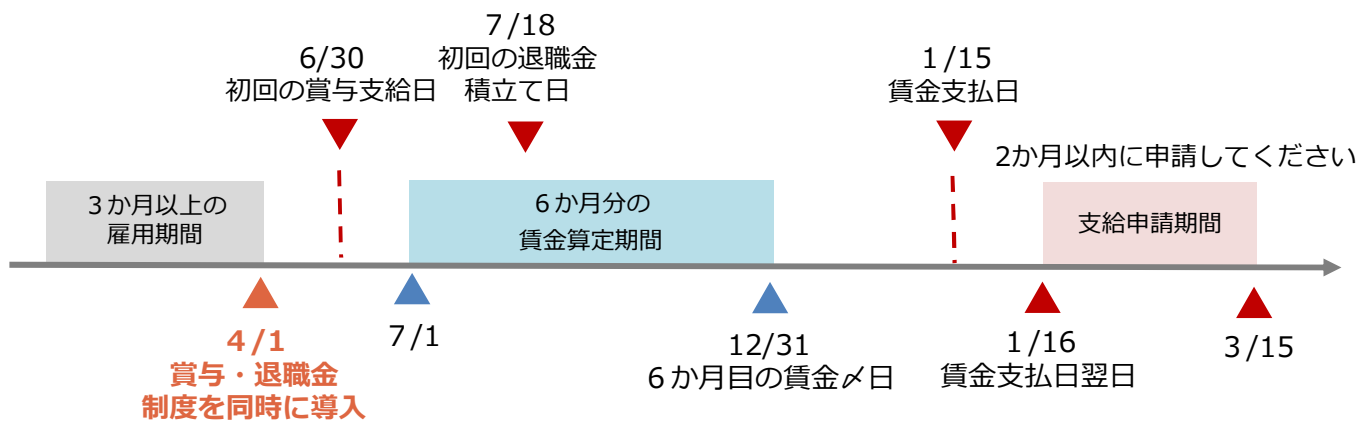 6/30
初回の賞与支給日
7/18
初回の退職金
積立て日
1/15
賃金支払日
2か月以内に申請してください
3か月以上の
雇用期間
6か月分の
賃金算定期間
支給申請期間
4/1
賞与・退職金
制度を同時に導入
7/1
12/31
6か月目の賃金〆日
1/16
賃金支払日翌日
3/15